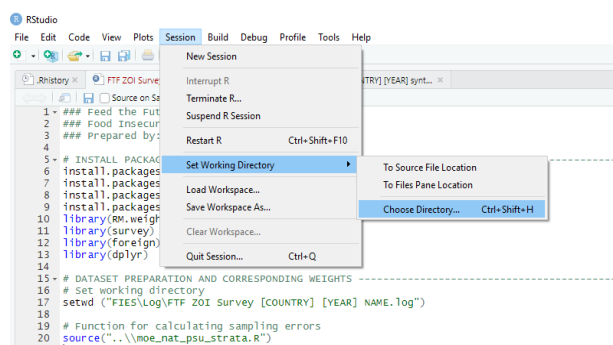 RStudio
File Edit Code View Plots Session Build Debug Profile Tools Help
New Session
Interrupt R
Terminate R...
Suspend R Session
Restart R Ctrl+Shift+F10
Set Working Directory
Load Workspace...
Save Workspace As...
Clear Workspace...
Quit Session... Ctrl+Q
To Source File Location
To Files Pane Location
Choose Directory... Ctrl+Shift+H
.Rhistory × FTF ZOI Surve NTRY] [YEAR] synt... ×
Source on Sa
1 ### Feed the Fut
2 ### Food Insecur
3 ### Prepared by:
4
5 # INSTALL PACKAG
6 install.packages
7 install.packages
8 install.packages
9 install.packages
10 library(RM.weigh
11 library(survey)
12 library(foreign)
13 library(dplyr)
14
15 # DATASET PREPARATION AND CORRESPONDING WEIGHTS
16 # Set working directory
17 setwd ("FIES\Log\FTF ZOI Survey [COUNTRY] [YEAR] NAME.log")
18
19 # Function for calculating sampling errors
20 source("..\\moe_nat_psu_strata.R")